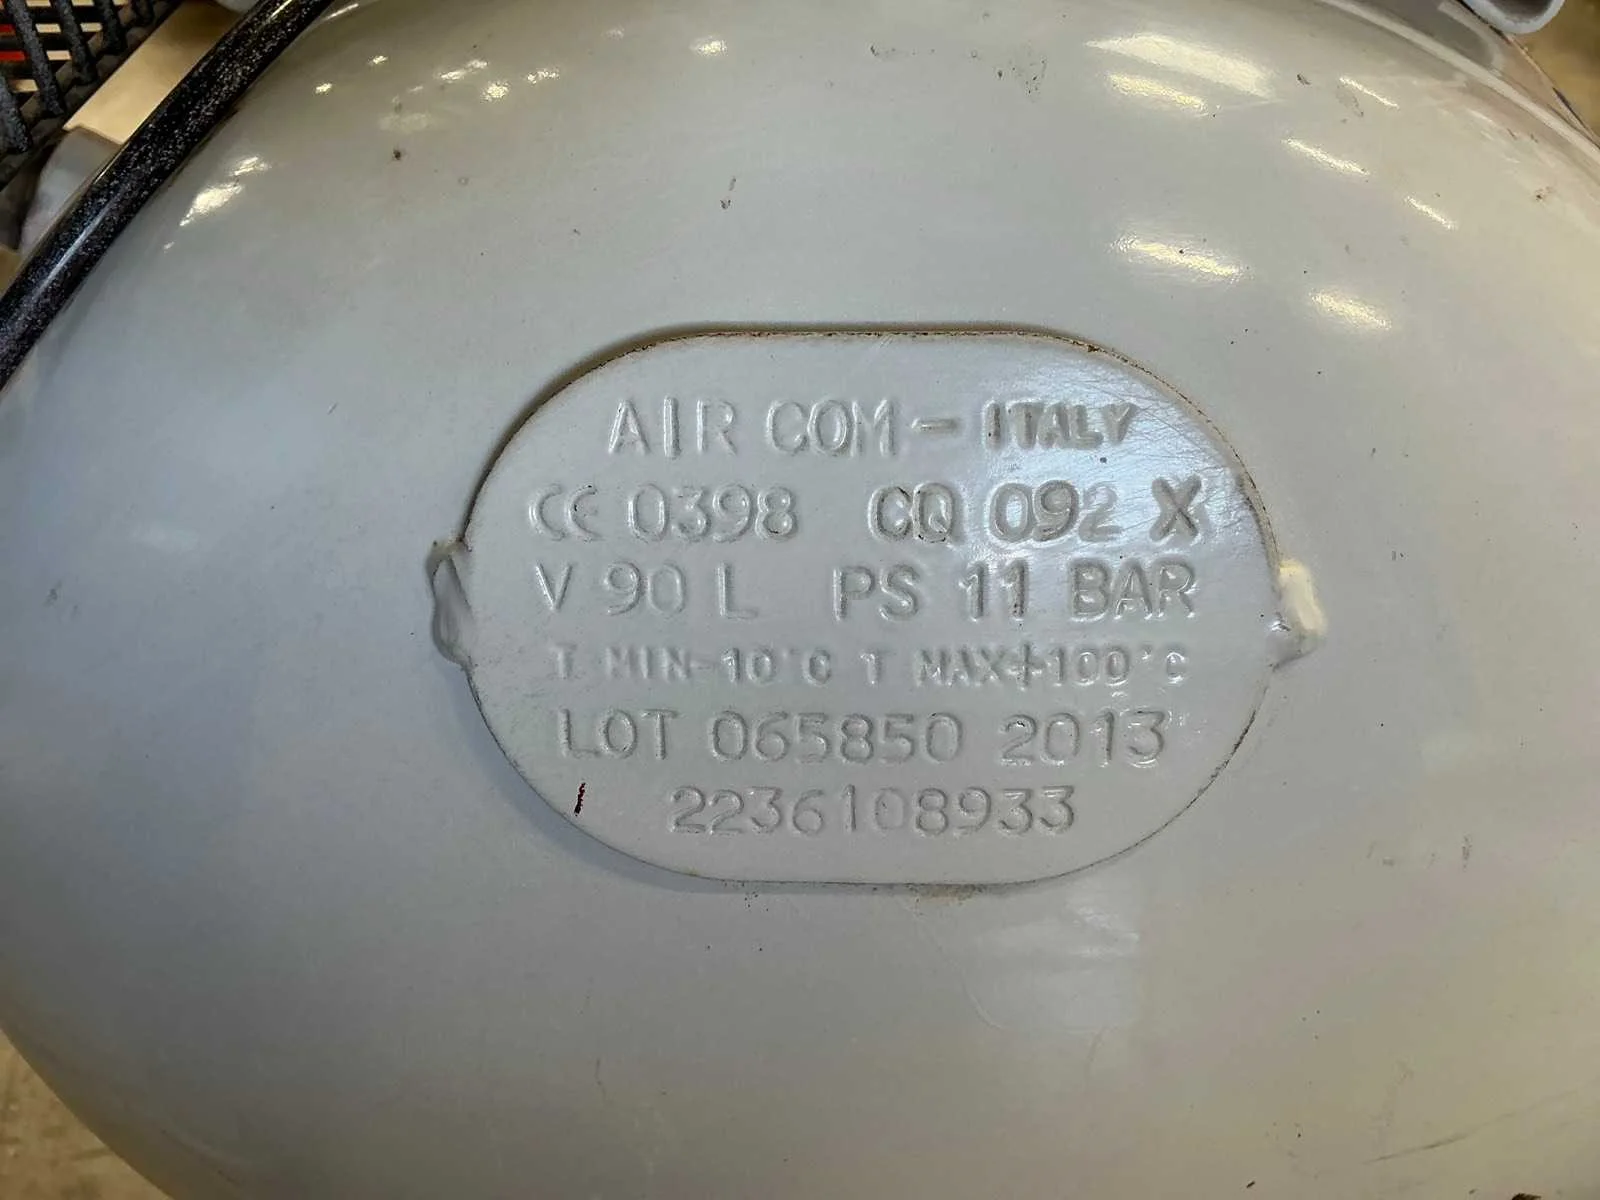 AIR COM - ITALY
CE 0398 CQ 092 X
V 90 L PS 11 BAR
T MIN-10°C T MAX+100°C
LOT 065850 2013
2236108933